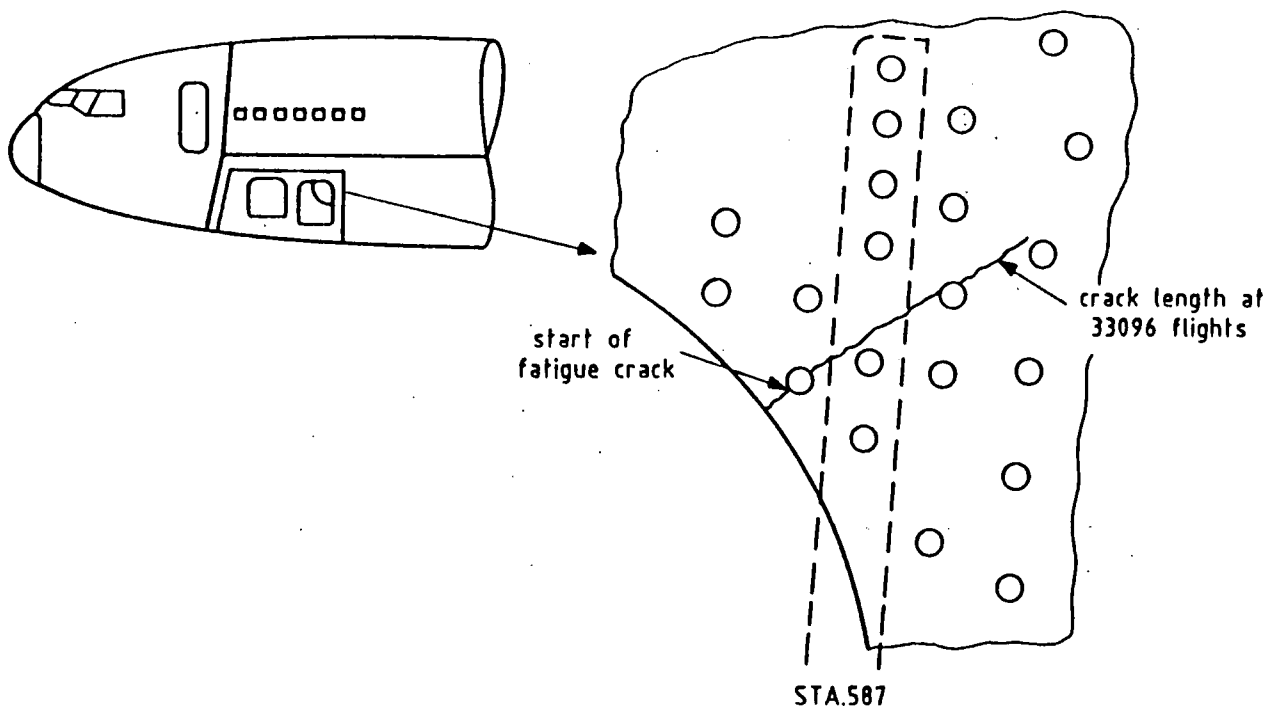 start of
fatigue crack
crack length at
33096 flights
STA.587